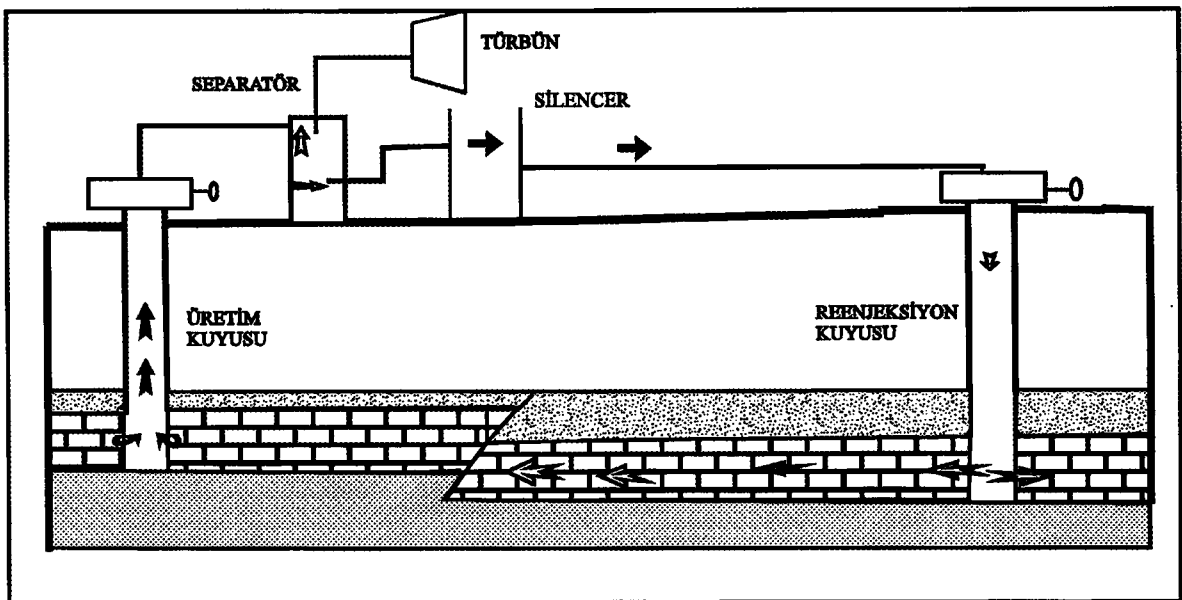 TÜRBÜN
SEPARATÖR
SİLENCER
ÜRETİM
KUYUSU
REENJEKSİYON
KUYUSU